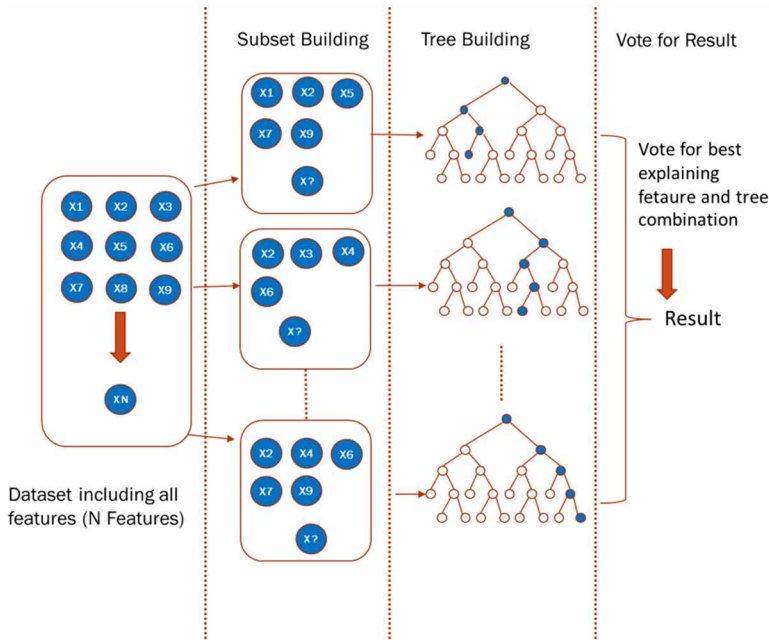 Subset Building
Tree Building
Vote for Result
X1 X2 X5
X7 X9
X?
X1 X2 X3
X4 X5 X6
X7 X8 X9
XN
Dataset including all
features (N Features)
X2 X3 X4
X6
X?
X2 X4 X6
X7 X9
X?
Vote for best
explaining
fetaure and tree
combination
Result